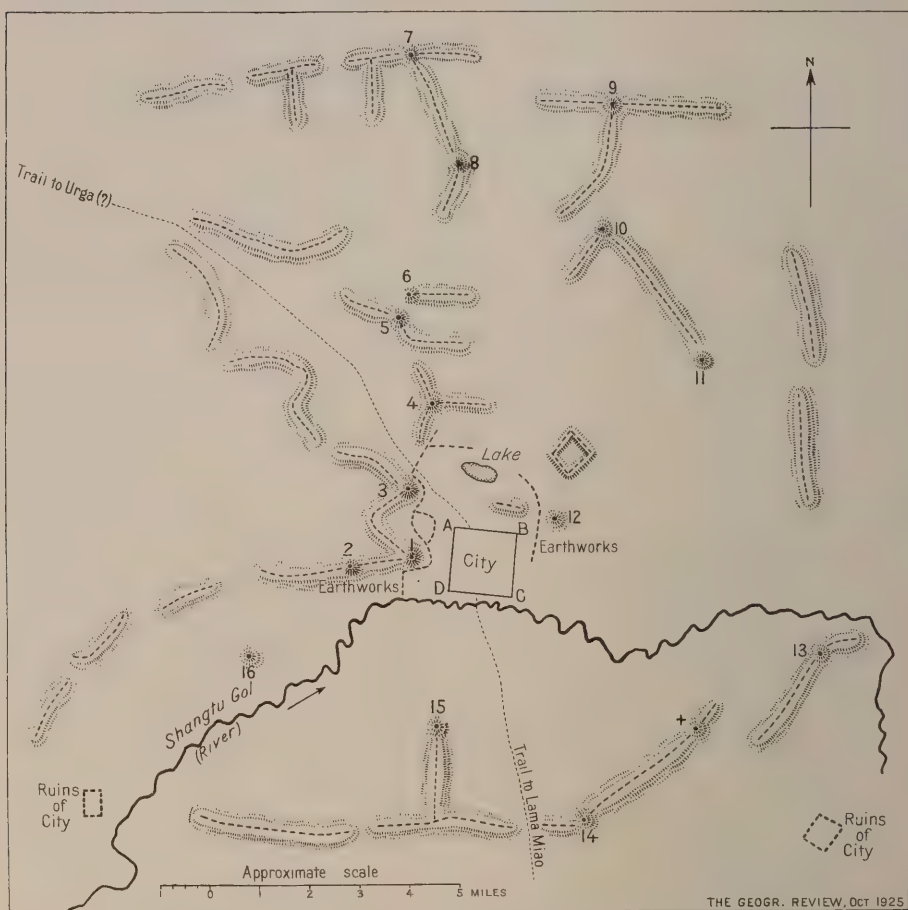 7
N
9
8
Trail to Urga (?)
10
6
5
11
4
Lake
3
12
A
B
City
Earthworks
2
1
Earthworks
D
C
13
16
Shangtu Gol
(River)
15
+
Trail to Lama Miao
Ruins
of
City
14
Ruins
of
City
Approximate scale
1 0 1 2 3 4 5 MILES
THE GEOGR. REVIEW, OCT 1925